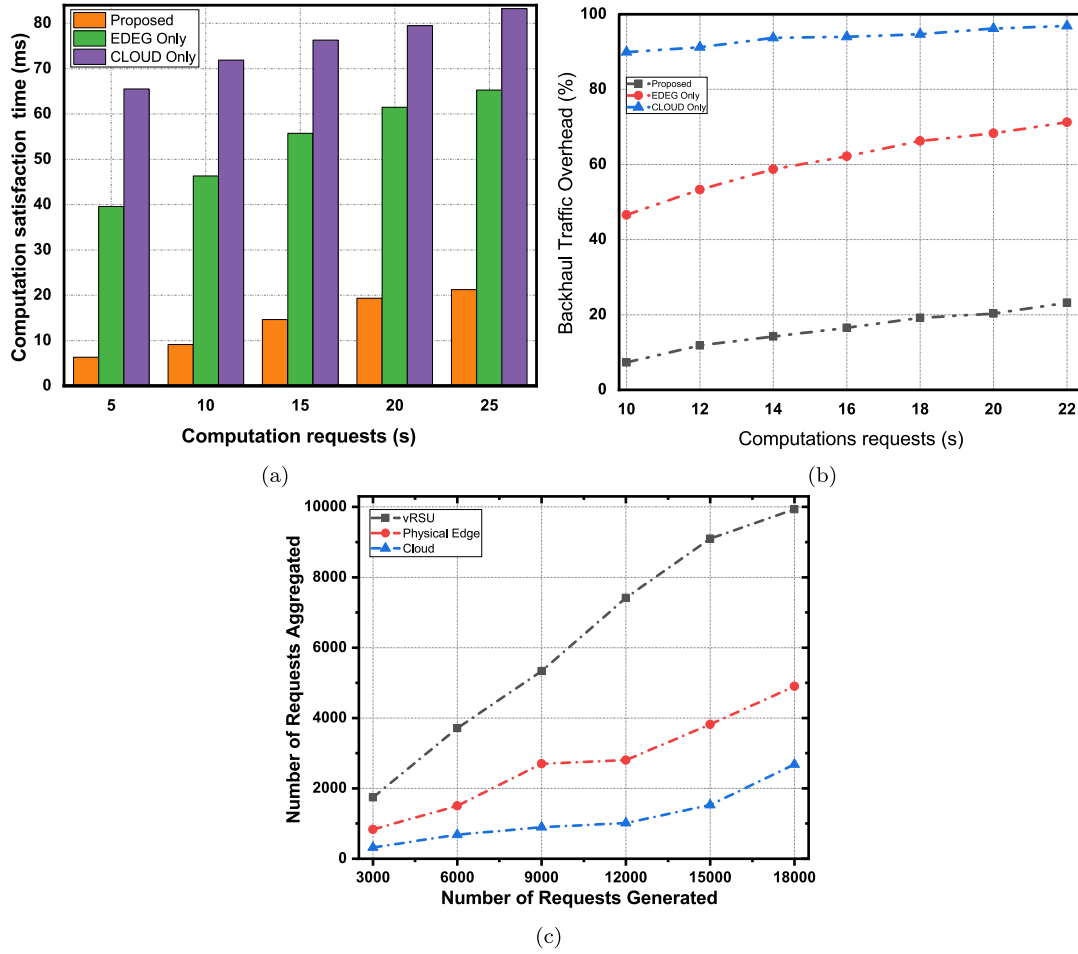 Computation satisfaction time (ms)
80
70
60
50
40
30
20
10
0
Proposed
EDEG Only
CLOUD Only
5 10 15 20 25
Computation requests (s)
(a)
Backhaul Traffic Overhead (%)
100
80
60
40
20
0
Proposed
EDEG Only
CLOUD Only
10 12 14 16 18 20 22
Computations requests (s)
(b)
Number of Requests Aggregated
10000
8000
6000
4000
2000
0
vRSU
Physical Edge
Cloud
3000 6000 9000 12000 15000 18000
Number of Requests Generated
(c)